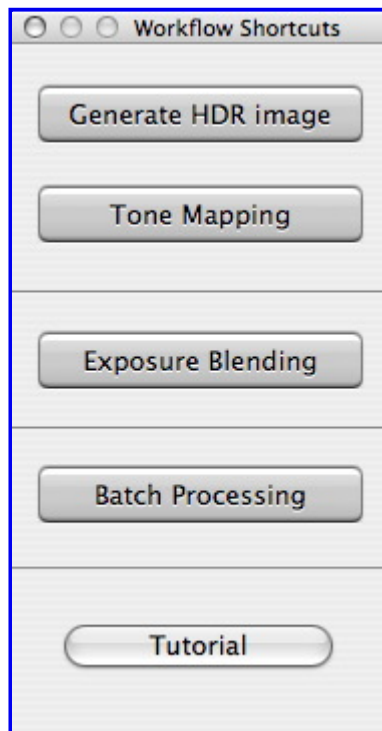 Workflow Shortcuts
Generate HDR image
Tone Mapping
Exposure Blending
Batch Processing
Tutorial